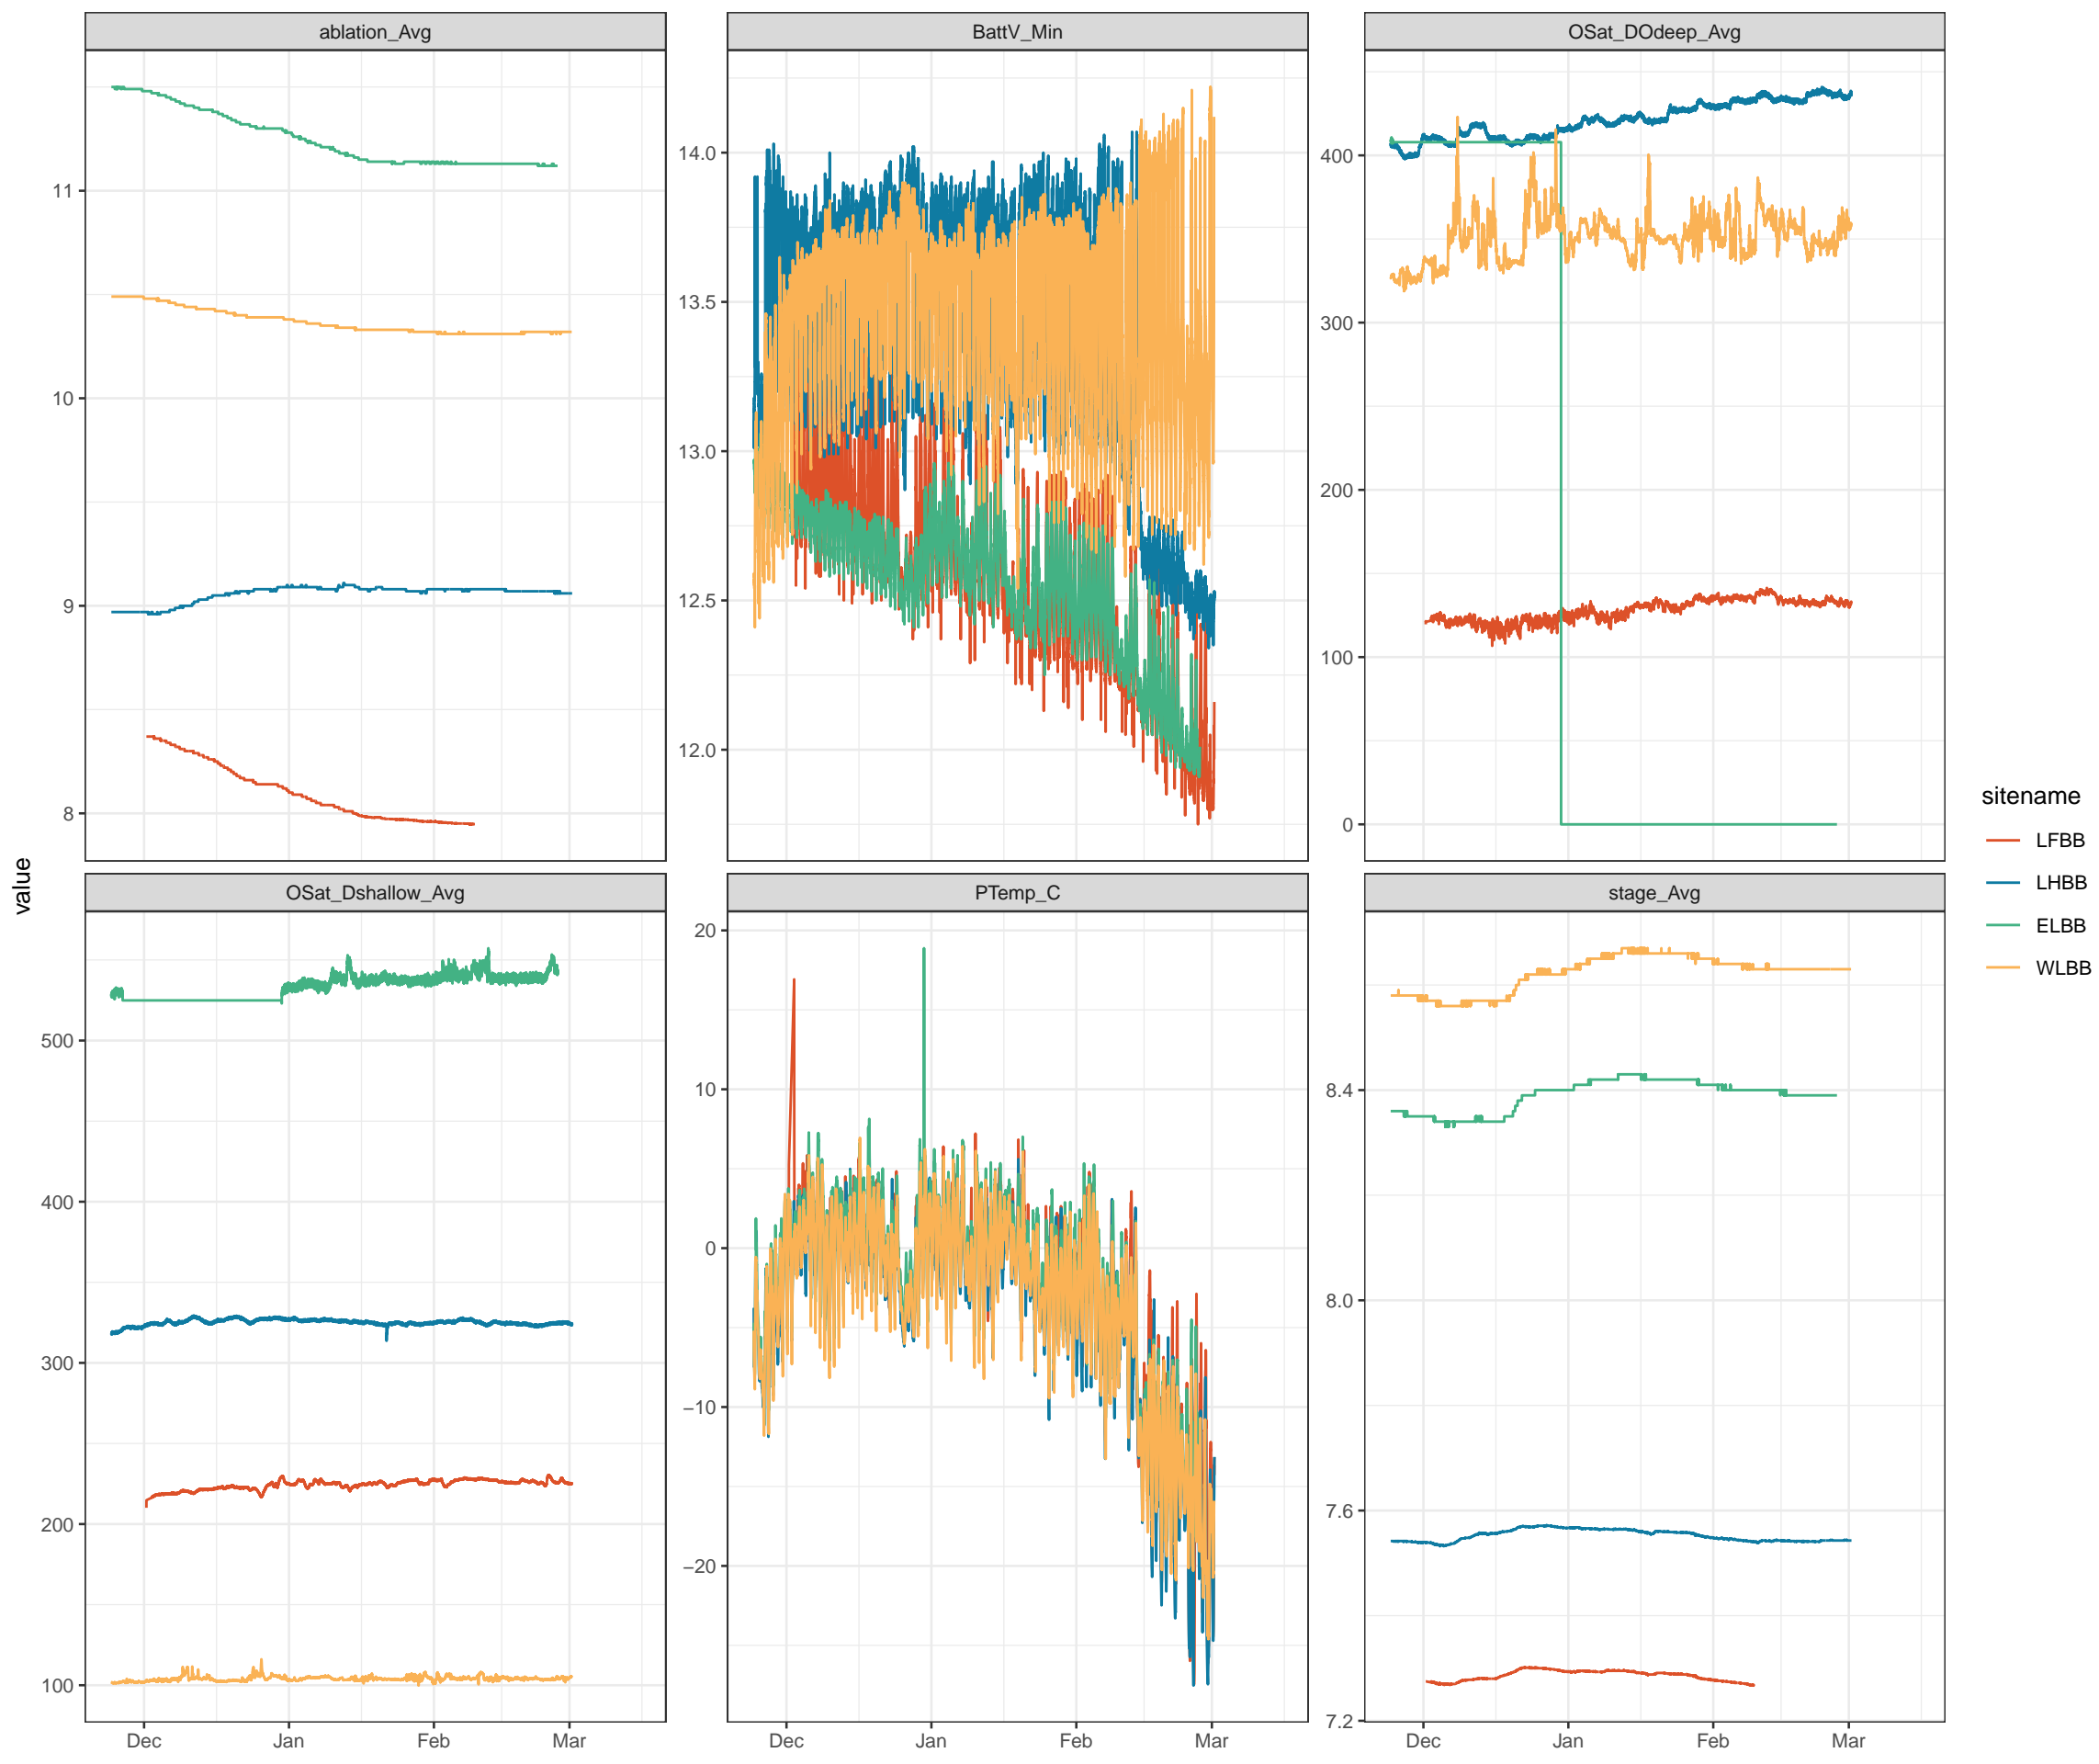 ablation_Avg
BattV_Min
OSat_DOdeep_Avg
11
10
9
8
14.0
13.5
13.0
12.5
12.0
400
300
200
100
0
value
OSat_Dshallow_Avg
PTemp_C
stage_Avg
500
400
300
200
100
20
10
0
−10
−20
8.4
8.0
7.6
7.2
Dec Jan Feb Mar
Dec Jan Feb Mar
Dec Jan Feb Mar
sitename
LFBB
LHBB
ELBB
WLBB